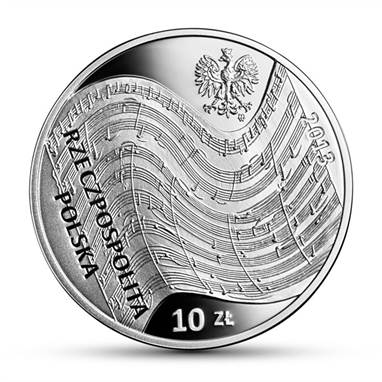 2013
RZECZPOSPOLITA
POLSKA
10 ZŁ